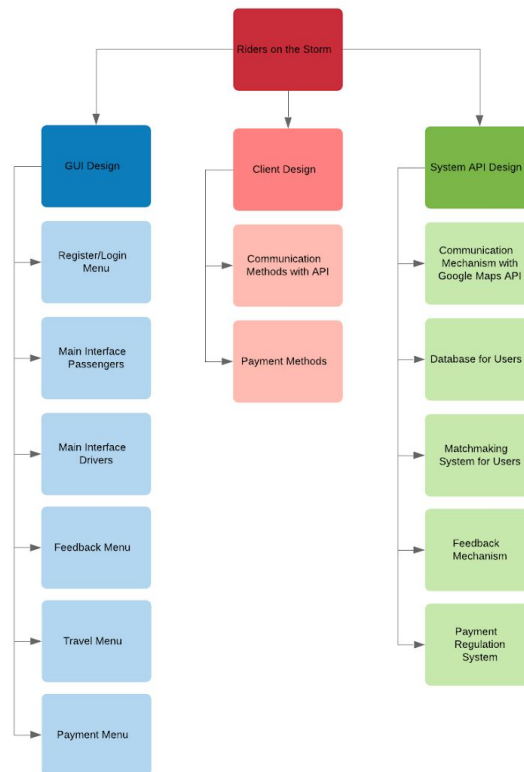 Riders on the Storm
GUI Design
Client Design
System API Design
Register/Login
Menu
Main Interface
Passengers
Main Interface
Drivers
Feedback Menu
Travel Menu
Payment Menu
Communication
Methods with API
Payment Methods
Communication
Mechanism with
Google Maps API
Database for Users
Matchmaking
System for Users
Feedback
Mechanism
Payment
Regulation
System